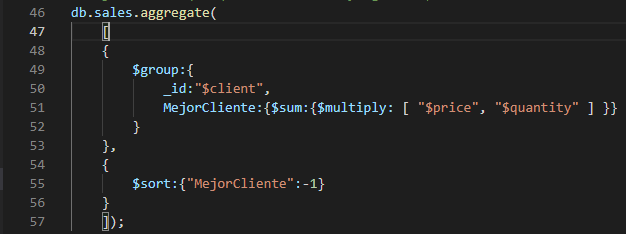 46 db.sales.aggregate(
47 [
48 {
49 $group:{
50 _id:"$client",
51 MejorCliente:{$sum:{$multiply: [ "$price", "$quantity" ] }}
52 }
53 },
54 {
55 $sort:{"MejorCliente":-1}
56 }
57 ]);